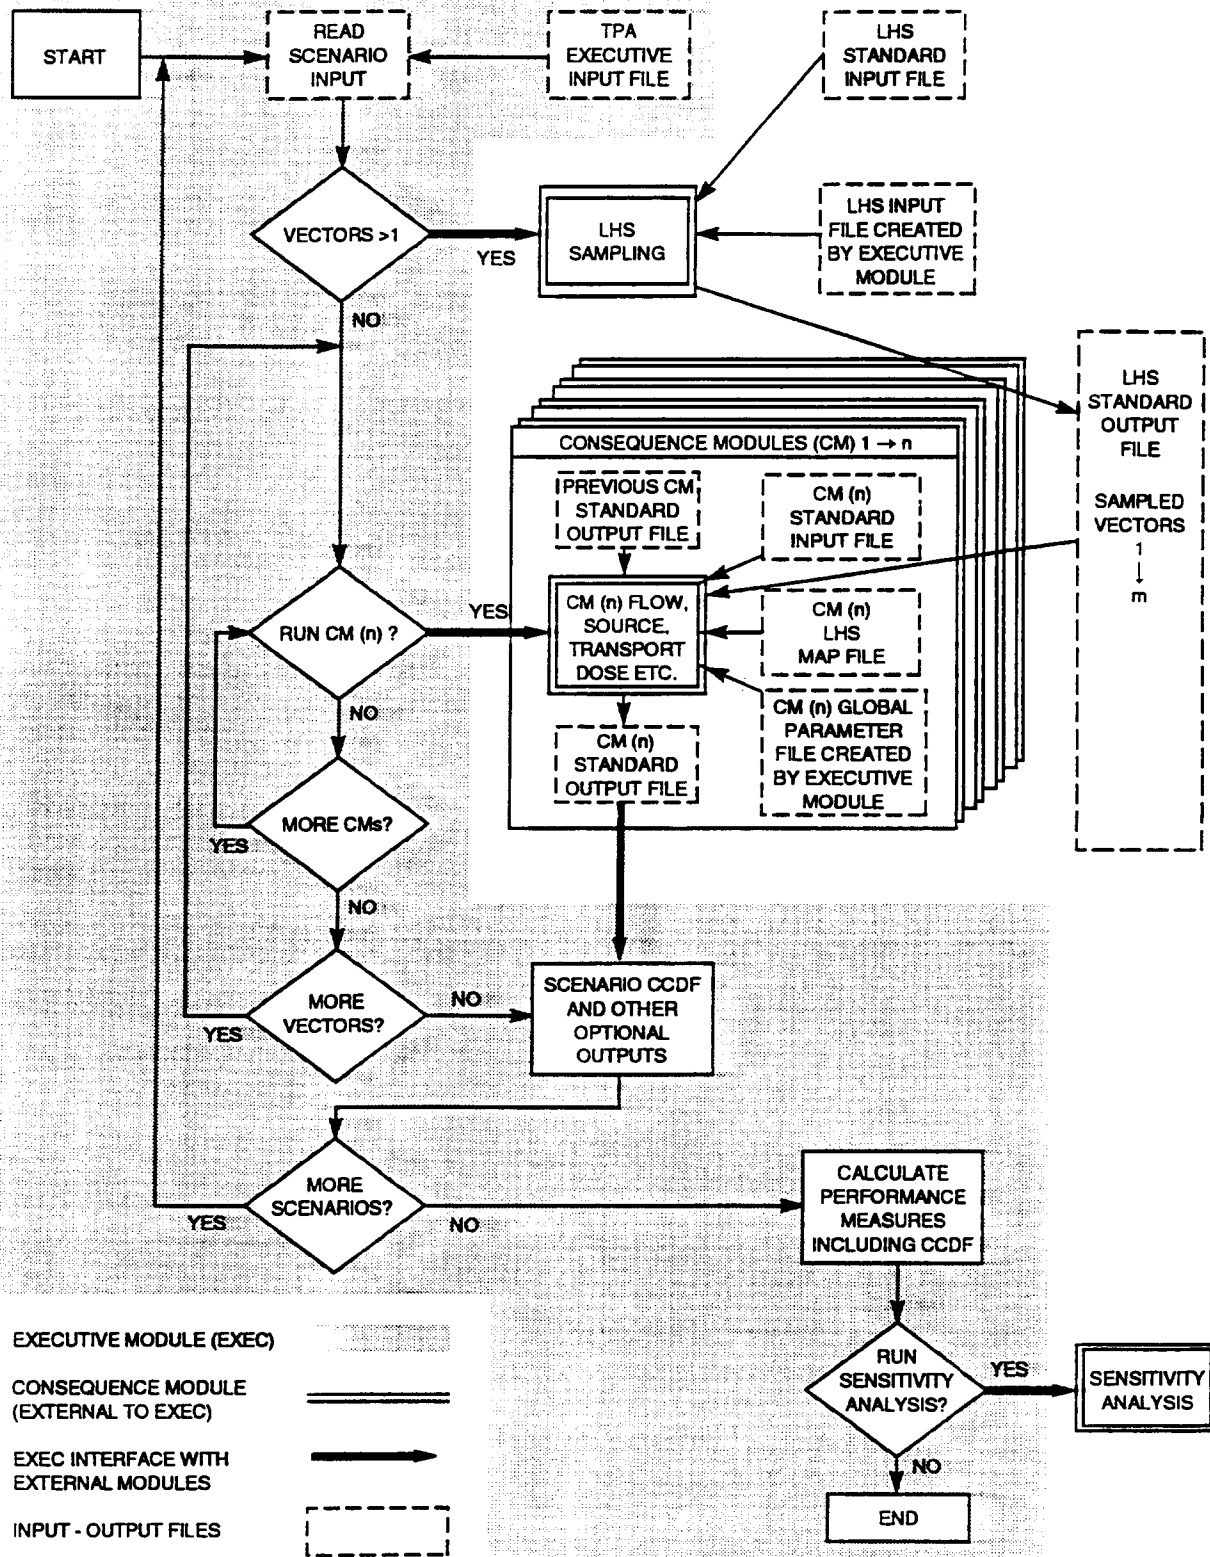 START
READ
SCENARIO
INPUT
TPA
EXECUTIVE
INPUT FILE
LHS
STANDARD
INPUT FILE
VECTORS >1
YES
NO
LHS
SAMPLING
LHS INPUT
FILE CREATED
BY EXECUTIVE
MODULE
LHS
STANDARD
OUTPUT
FILE
SAMPLED
VECTORS
1
↓
m
CONSEQUENCE MODULES (CM) 1 → n
PREVIOUS CM
STANDARD
OUTPUT FILE
CM (n)
STANDARD
INPUT FILE
RUN CM (n) ?
YES
NO
CM (n) FLOW,
SOURCE,
TRANSPORT
DOSE ETC.
CM (n)
LHS
MAP FILE
CM (n) GLOBAL
PARAMETER
FILE CREATED
BY EXECUTIVE
MODULE
CM (n)
STANDARD
OUTPUT FILE
MORE CMs?
YES
NO
MORE
VECTORS?
YES
NO
SCENARIO CCDF
AND OTHER
OPTIONAL
OUTPUTS
MORE
SCENARIOS?
YES
NO
CALCULATE
PERFORMANCE
MEASURES
INCLUDING CCDF
RUN
SENSITIVITY
ANALYSIS?
YES
NO
SENSITIVITY
ANALYSIS
END
EXECUTIVE MODULE (EXEC)
CONSEQUENCE MODULE
(EXTERNAL TO EXEC)
EXEC INTERFACE WITH
EXTERNAL MODULES
INPUT - OUTPUT FILES